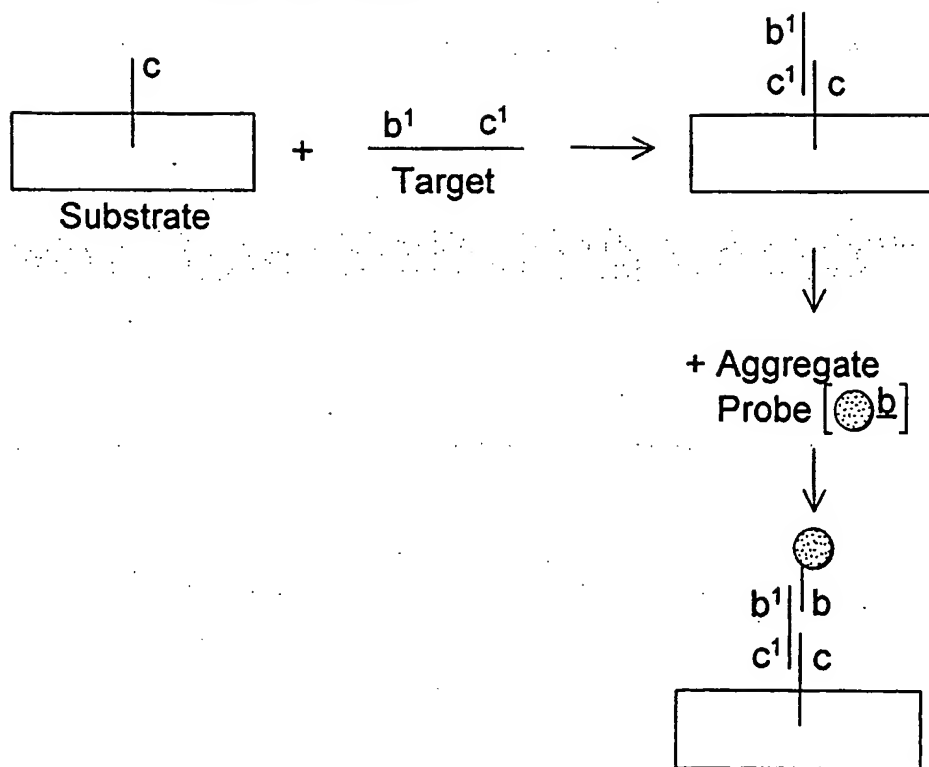 c
Substrate
+
b¹ c¹
Target
b¹
c¹ c
+ Aggregate
Probe [b]
b¹ b
c¹ c